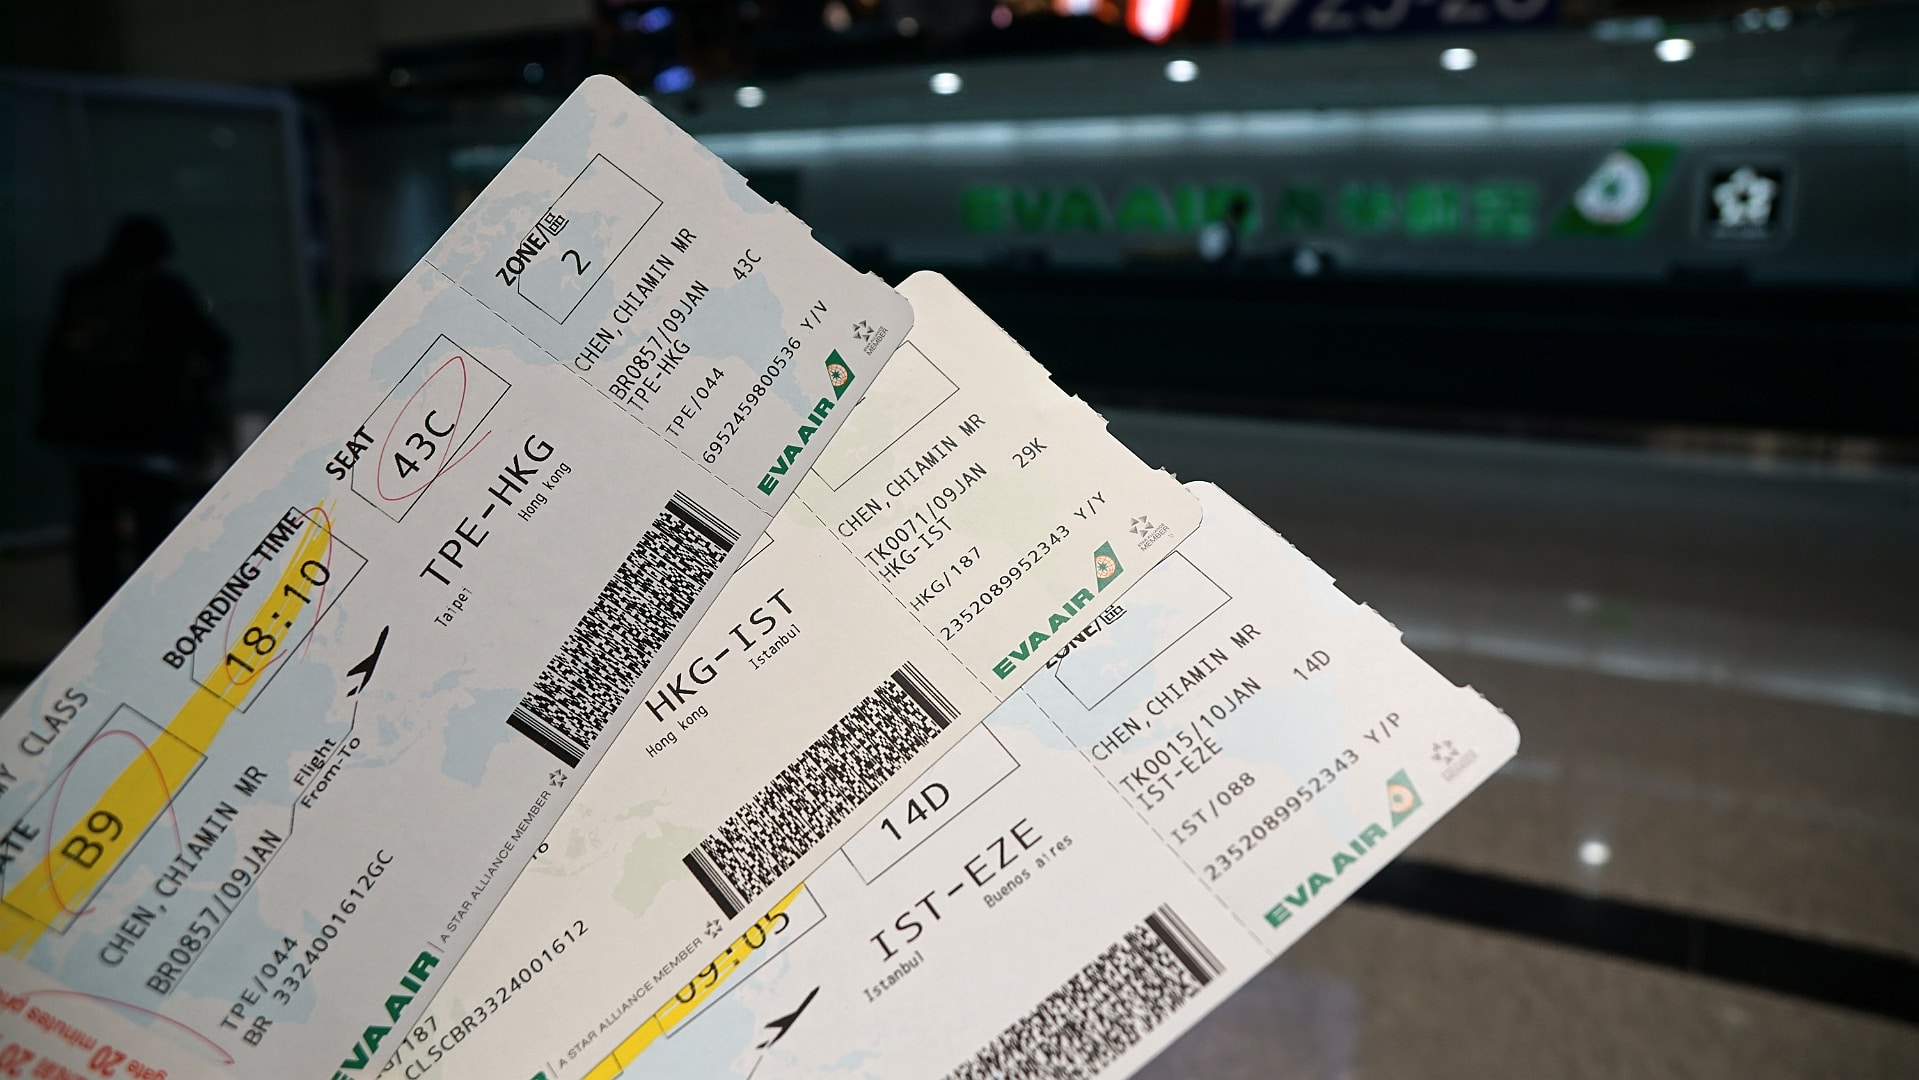 23-26
EVA AIR
ZONE/區
2
CHEN,CHIAMIN MR
BR0857/09JAN 43C
TPE-HKG
TPE/044
6952459800536 Y/V
EVA AIR
STAR ALLIANCE MEMBER
SEAT
43C
BOARDING TIME
18:10
TPE-HKG
Taipei Hong kong
CLASS
B9
Flight
From-To
CHEN,CHIAMIN MR
BR0857/09JAN
TPE/044
BR 3324001612GC
EVA AIR A STAR ALLIANCE MEMBER
gate 20 minutes
CHEN,CHIAMIN MR
TK0071/09JAN 29K
HKG-IST
HKG/187
2352089952343 Y/Y
EVA AIR
STAR ALLIANCE MEMBER
HKG-IST
Hong kong Istanbul
/187
CLSCBR3324001612
A STAR ALLIANCE MEMBER
ZONE/區
CHEN,CHIAMIN MR
TK0015/10JAN 14D
IST-EZE
IST/088
2352089952343 Y/P
EVA AIR
14D
09:05
IST-EZE
Istanbul Buenos aires